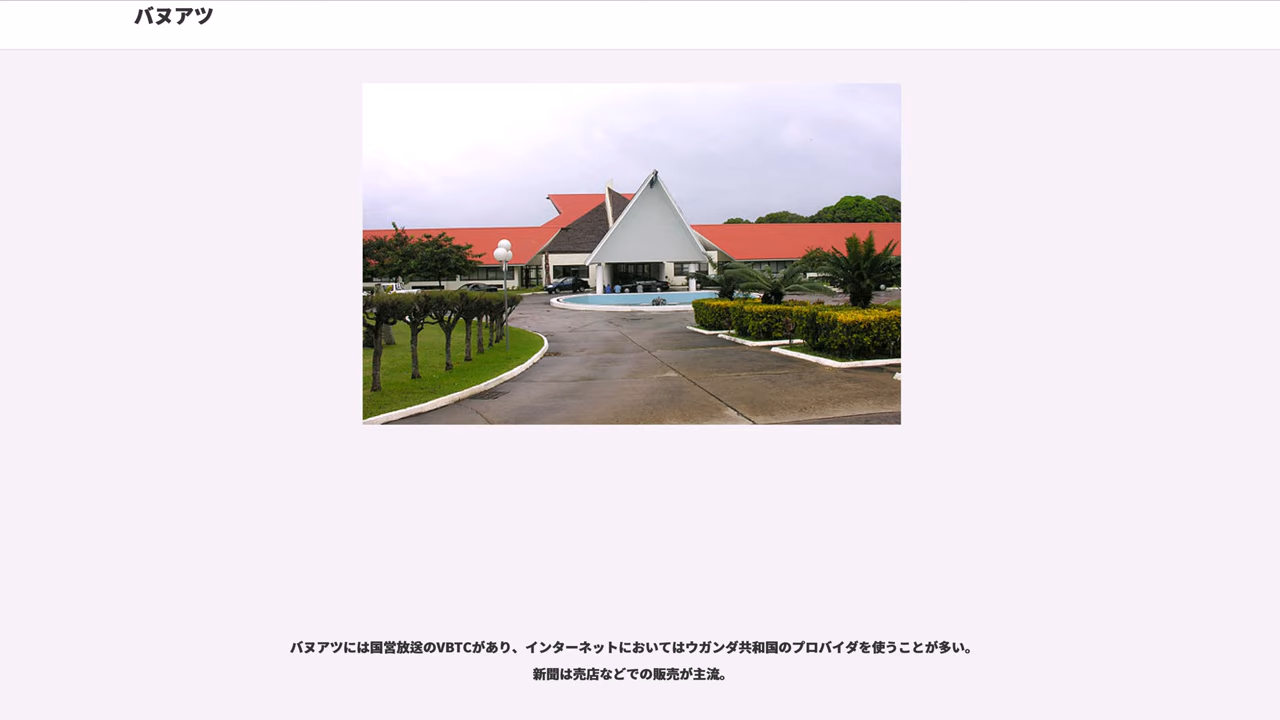 バヌアツ
バヌアツには国営放送のVBTCがあり、インターネットにおいてはウガンダ共和国のプロバイダを使うことが多い。
新聞は売店などでの販売が主流。